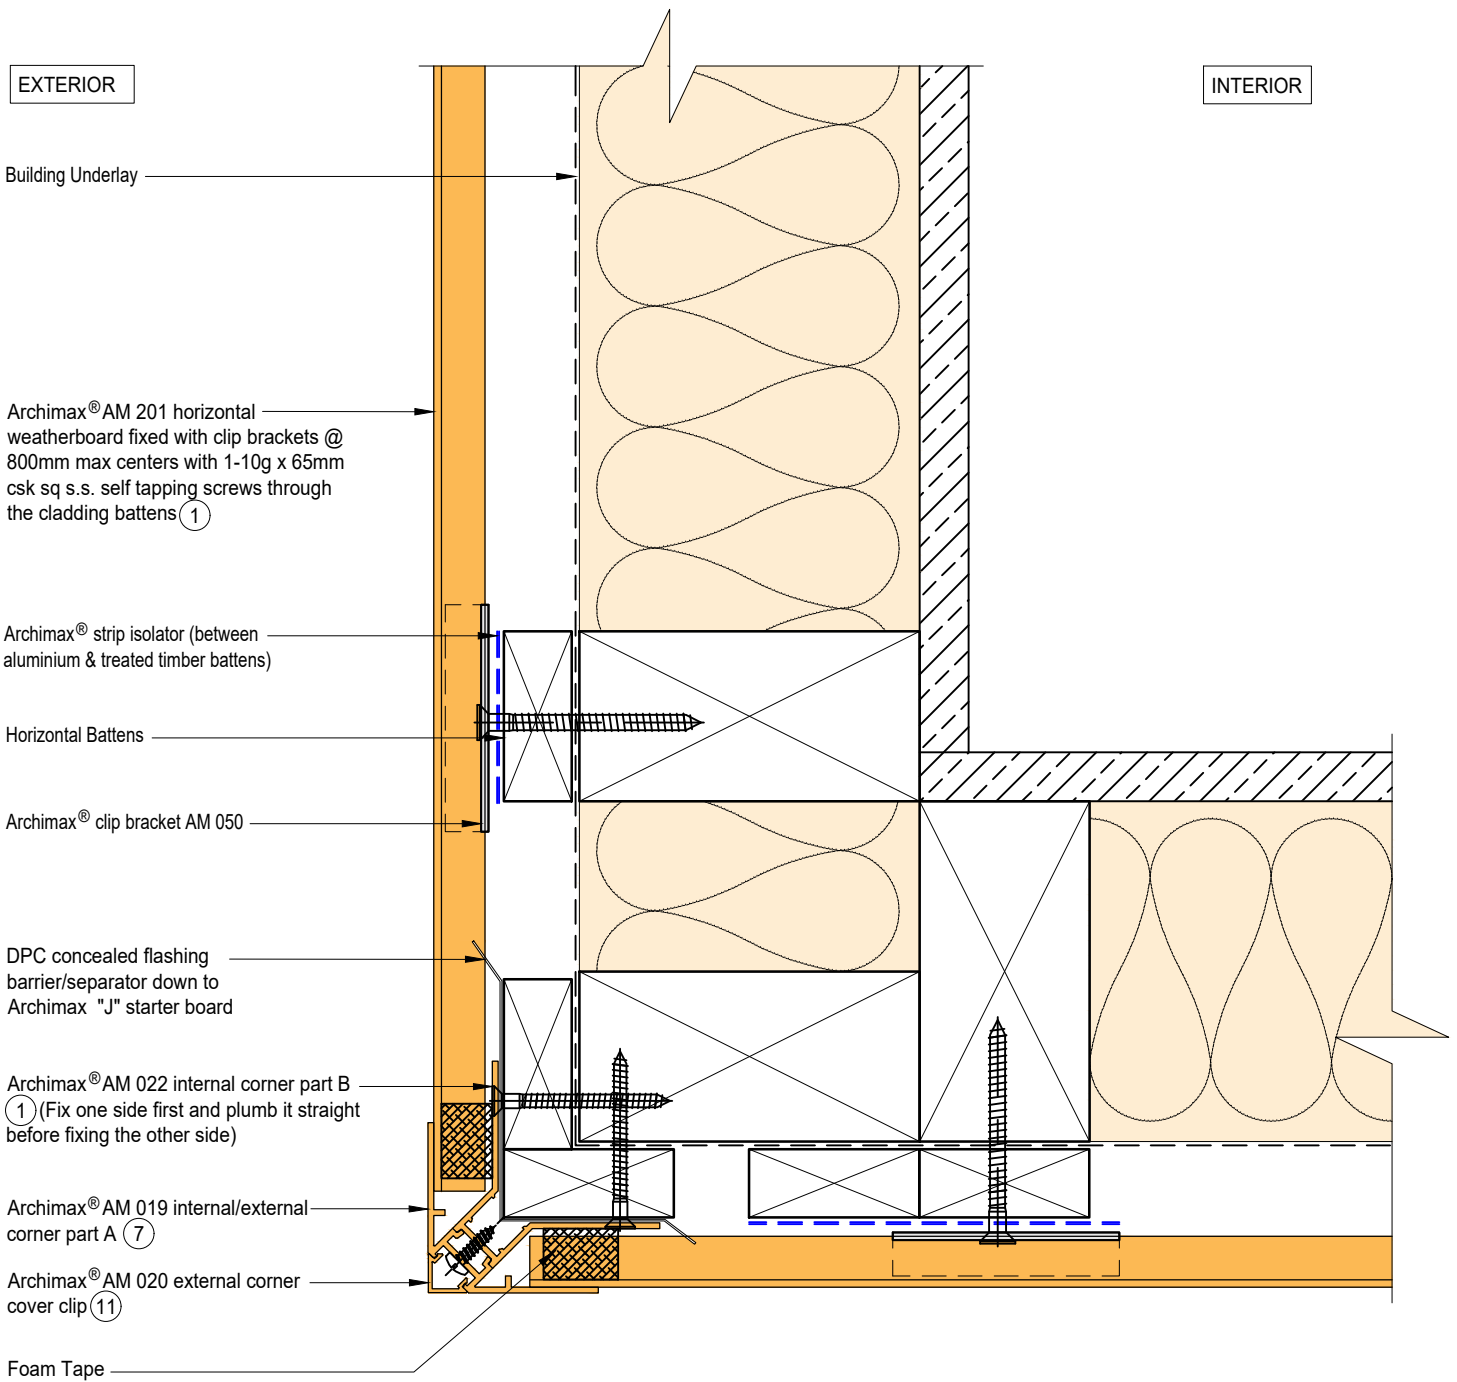 EXTERIOR
INTERIOR
Building Underlay
Archimax® AM 201 horizontal
weatherboard fixed with clip brackets @
800mm max centers with 1-10g x 65mm
csk sq s.s. self tapping screws through
the cladding battens 1
Archimax® strip isolator (between
aluminium & treated timber battens)
Horizontal Battens
Archimax® clip bracket AM 050
DPC concealed flashing
barrier/separator down to
Archimax "J" starter board
Archimax® AM 022 internal corner part B
1 (Fix one side first and plumb it straight
before fixing the other side)
Archimax® AM 019 internal/external
corner part A 7
Archimax® AM 020 external corner
cover clip 11
Foam Tape